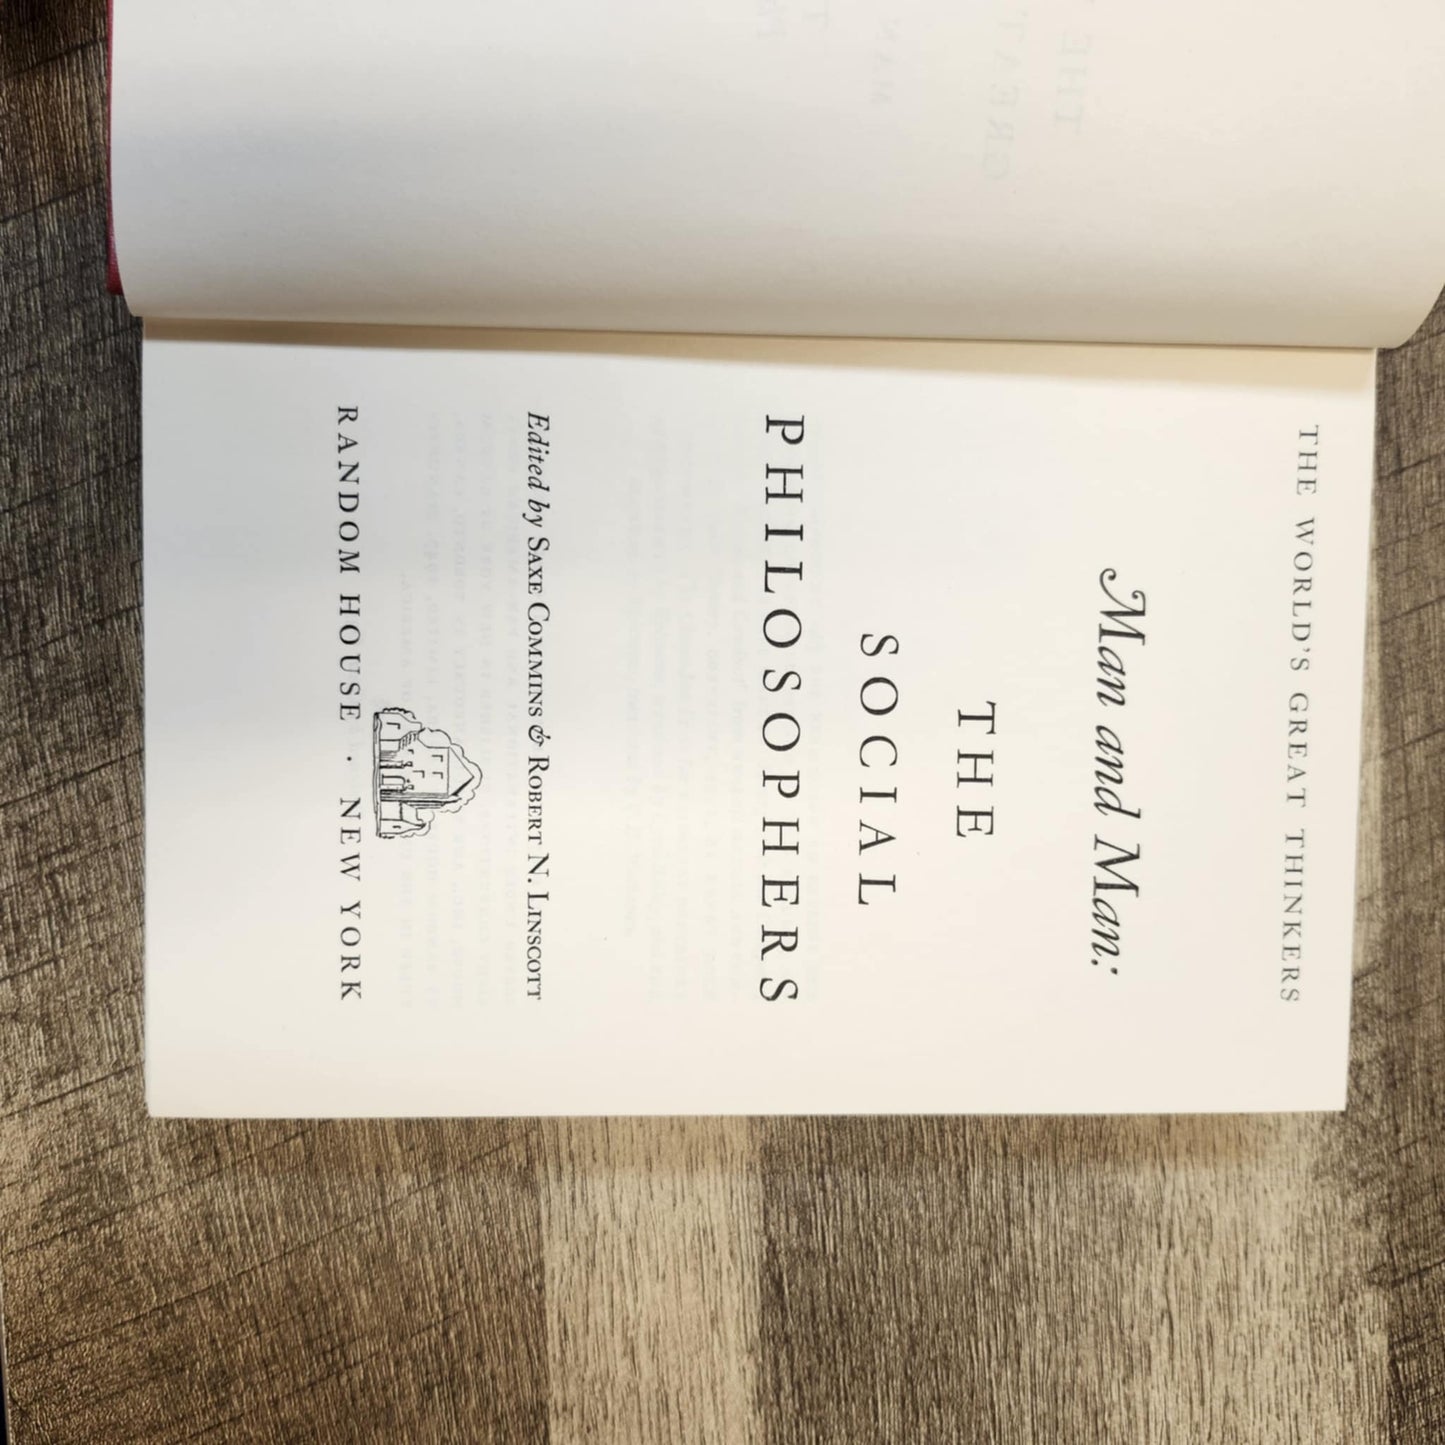 THE WORLD'S GREAT THINKERS
Man and Man:
THE
SOCIAL
PHILOSOPHERS
Edited by SAXE COMMINS & ROBERT N. LINSCOTT
RANDOM HOUSE · NEW YORK